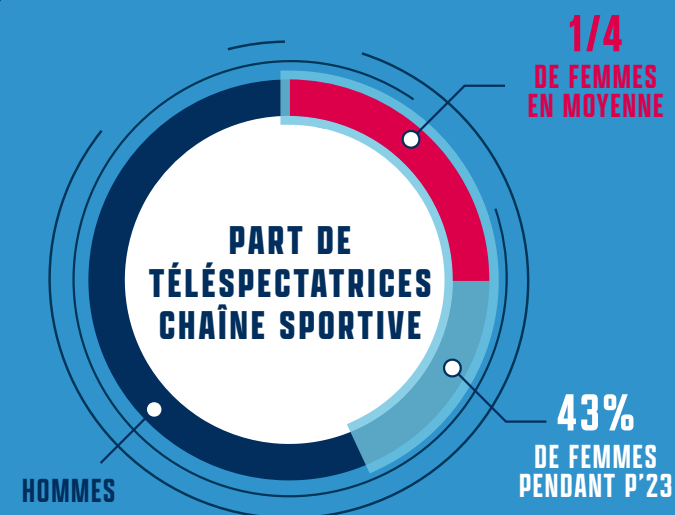 1/4
DE FEMMES
EN MOYENNE
PART DE
TÉLÉSPECTATRICES
CHAÎNE SPORTIVE
43%
DE FEMMES
PENDANT P'23
HOMMES